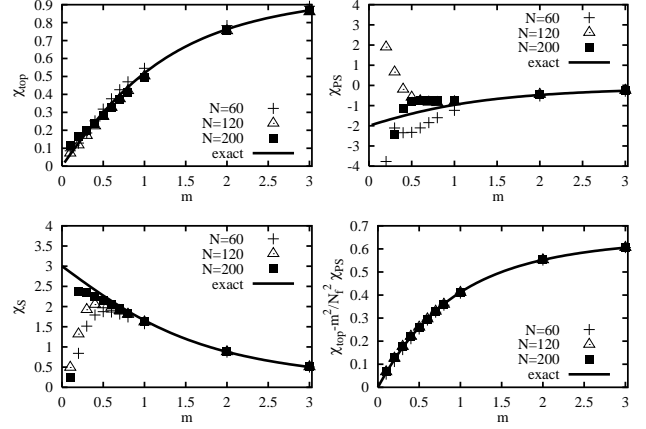 0.9
0.8
0.7
0.6
0.5
0.4
0.3
0.2
0.1
0
χtop
N=60
N=120
N=200
exact
0 0.5 1 1.5 2 2.5 3
m
4
3
2
1
0
-1
-2
-3
-4
χPS
N=60
N=120
N=200
exact
0 0.5 1 1.5 2 2.5 3
m
4
3.5
3
2.5
2
1.5
1
0.5
0
χS
N=60
N=120
N=200
exact
0 0.5 1 1.5 2 2.5 3
m
0.7
0.6
0.5
0.4
0.3
0.2
0.1
0
χtop-m²/Nf² χPS
N=60
N=120
N=200
exact
0 0.5 1 1.5 2 2.5 3
m